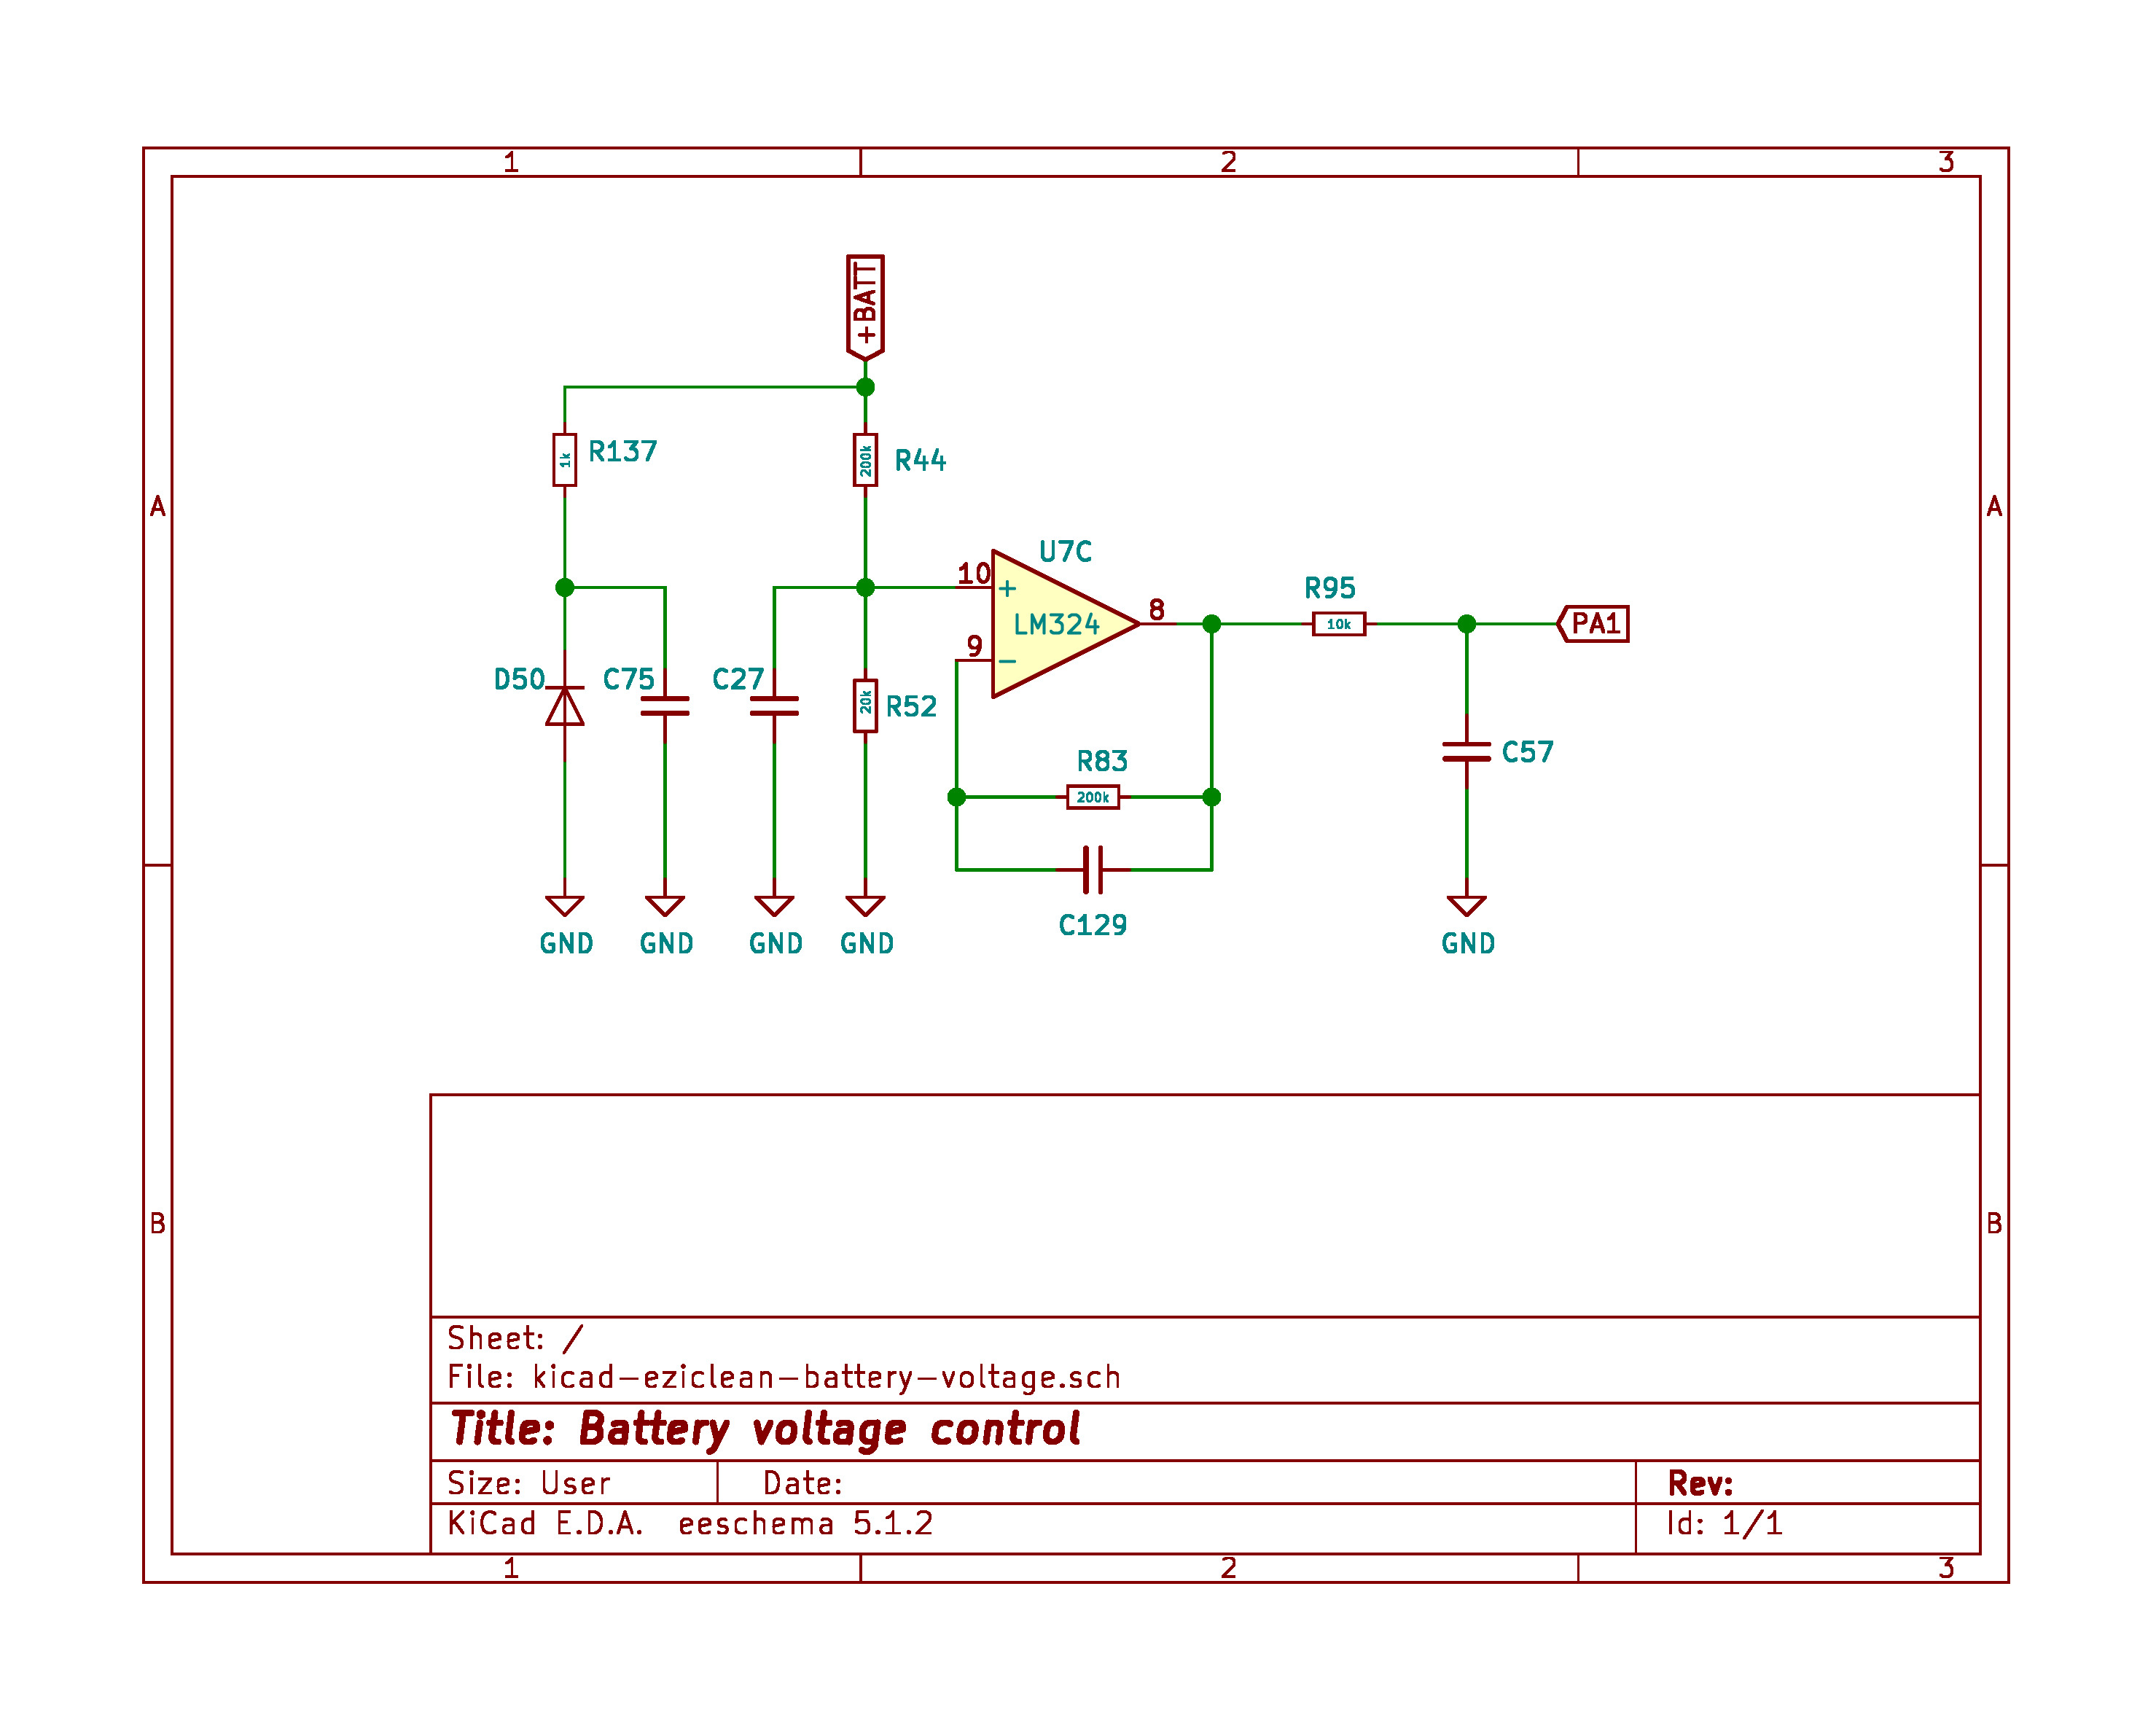 1 2 3
+BATT
R137
1k
200k
R44
A A
U7C
10
+
LM324
8
9
−
R95
10k
PA1
D50
C75
C27
20k
R52
R83
200k
C57
C129
GND GND GND GND GND
B B
Sheet: /
File: kicad-eziclean-battery-voltage.sch
Title: Battery voltage control
Size: User Date: Rev:
KiCad E.D.A. eeschema 5.1.2 Id: 1/1
1 2 3